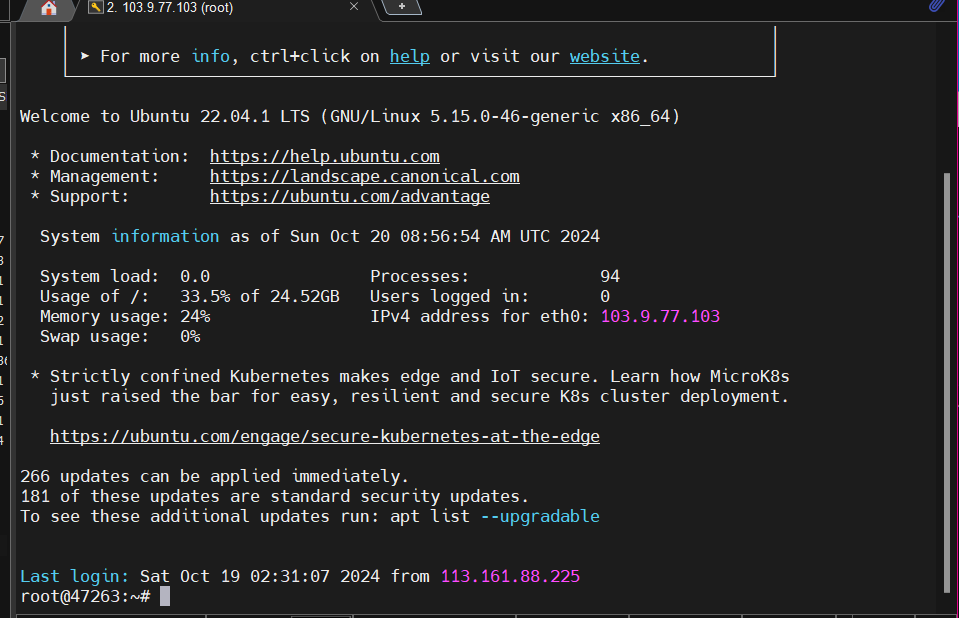 2. 103.9.77.103 (root)
➤ For more info, ctrl+click on help or visit our website.
Welcome to Ubuntu 22.04.1 LTS (GNU/Linux 5.15.0-46-generic x86_64)
* Documentation:  https://help.ubuntu.com
* Management:     https://landscape.canonical.com
* Support:        https://ubuntu.com/advantage
System information as of Sun Oct 20 08:56:54 AM UTC 2024
System load:  0.0                Processes:             94
Usage of /:   33.5% of 24.52GB   Users logged in:       0
Memory usage: 24%                IPv4 address for eth0: 103.9.77.103
Swap usage:   0%
* Strictly confined Kubernetes makes edge and IoT secure. Learn how MicroK8s
just raised the bar for easy, resilient and secure K8s cluster deployment.
https://ubuntu.com/engage/secure-kubernetes-at-the-edge
266 updates can be applied immediately.
181 of these updates are standard security updates.
To see these additional updates run: apt list --upgradable
Last login: Sat Oct 19 02:31:07 2024 from 113.161.88.225
root@47263:~#